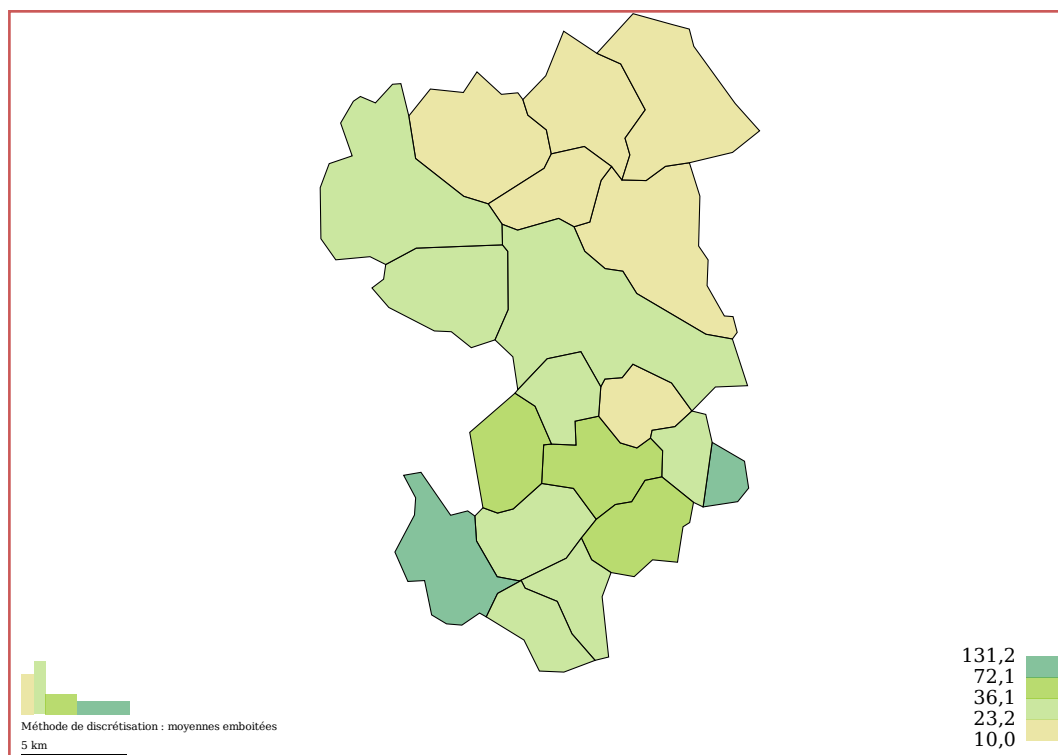 131,2
72,1
36,1
23,2
10,0
Méthode de discrétisation : moyennes emboitées
5 km